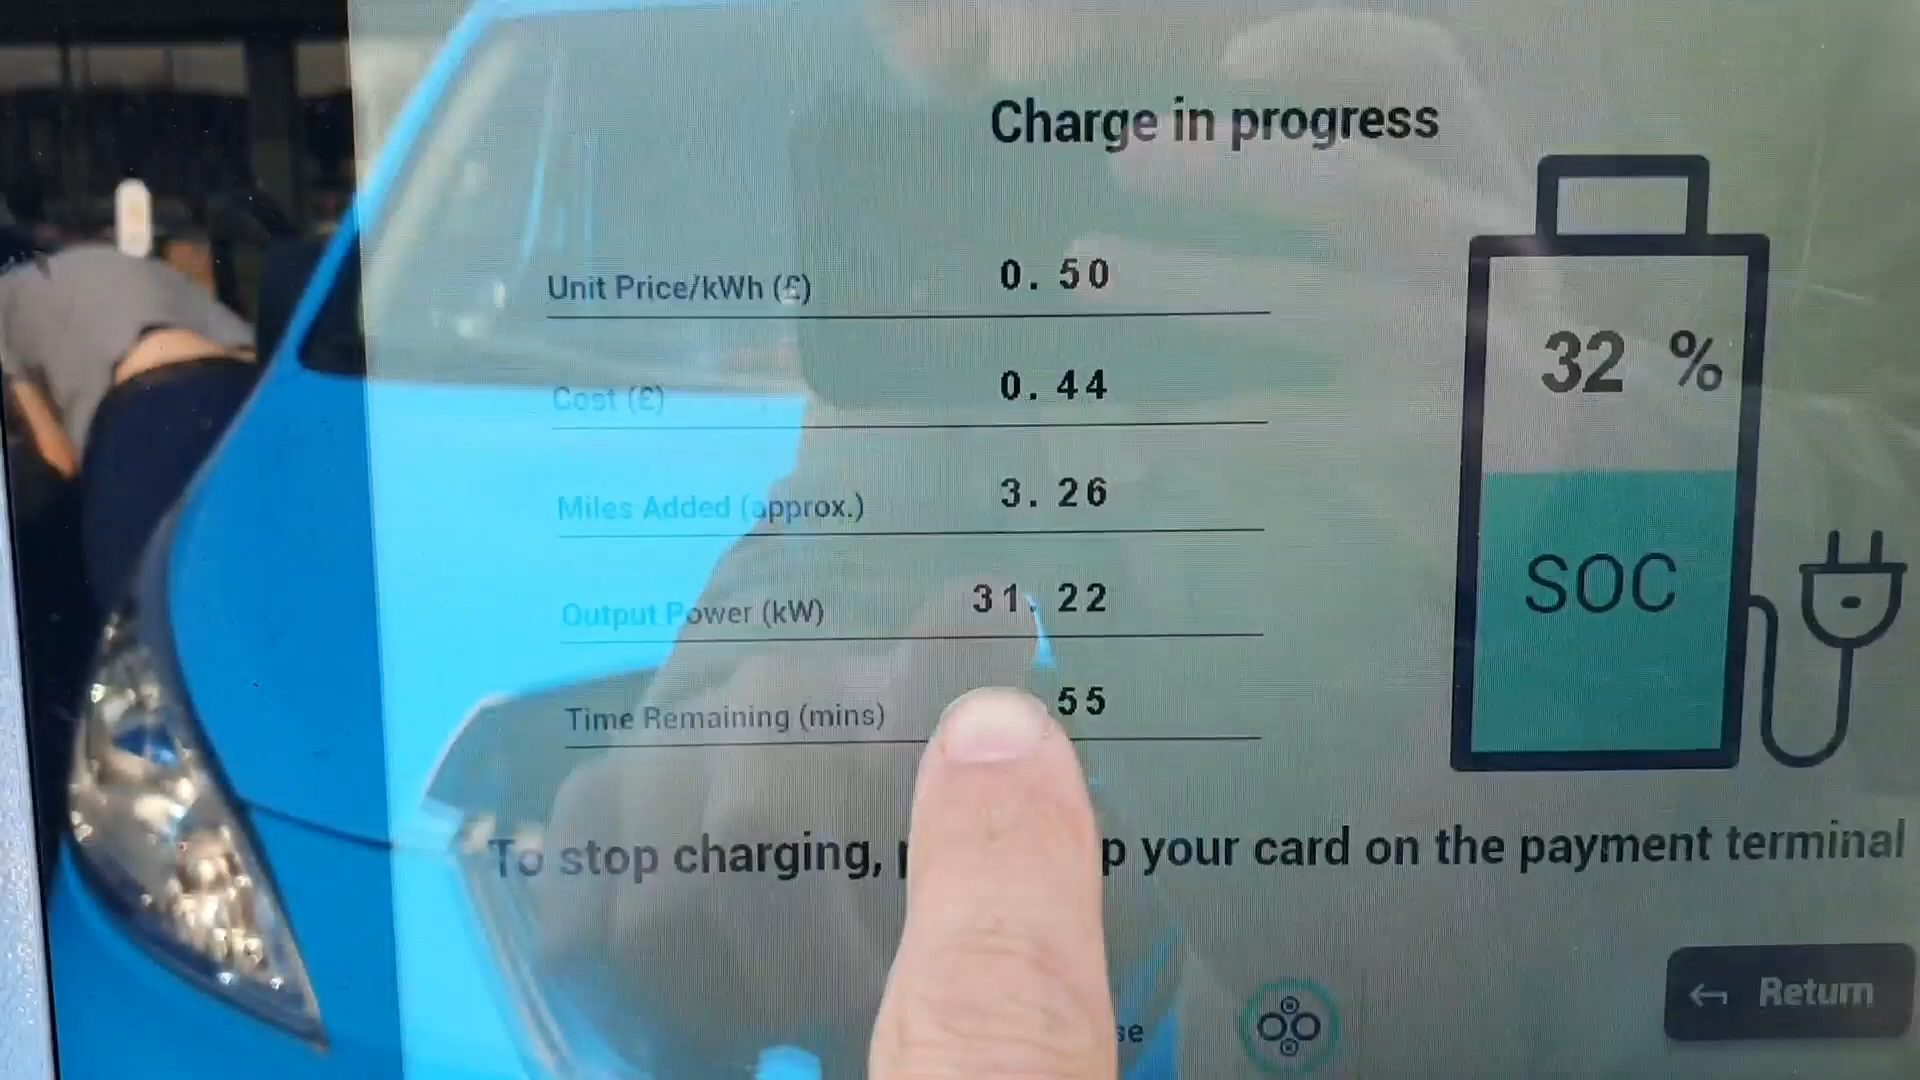 Charge in progress
Unit Price/kWh (£) 0.50
Cost (£) 0.44
Miles Added (approx.) 3.26
Output Power (kW) 31.22
Time Remaining (mins) 55
32 %
SOC
To stop charging, your card on the payment terminal
Return